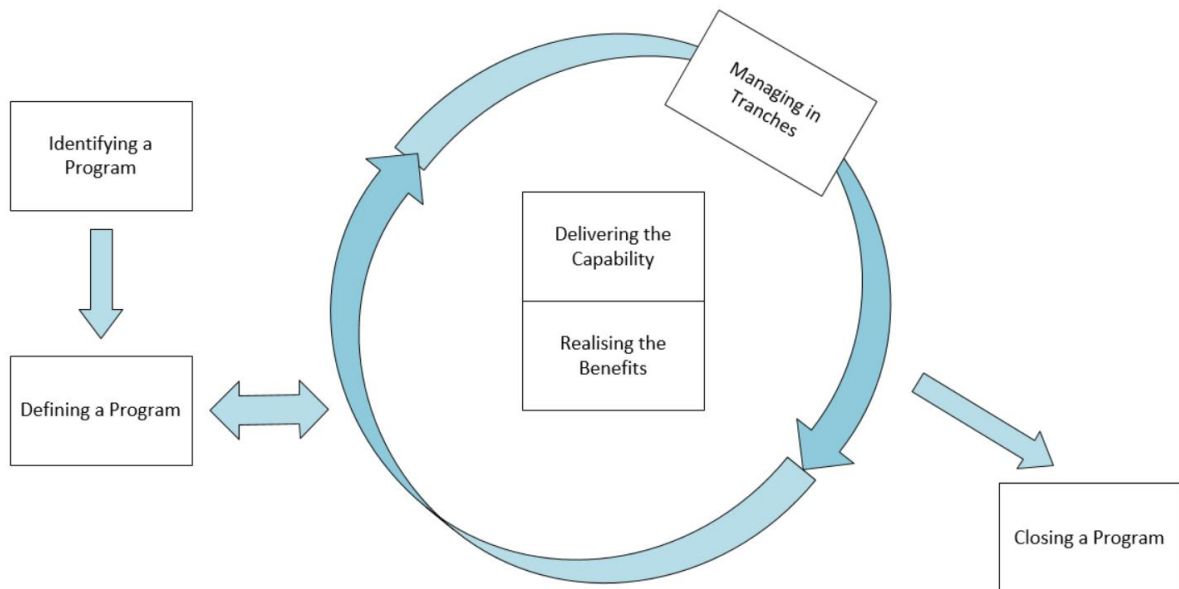 Identifying a
Program
Defining a Program
Managing in
Tranches
Delivering the
Capability
Realising the
Benefits
Closing a Program